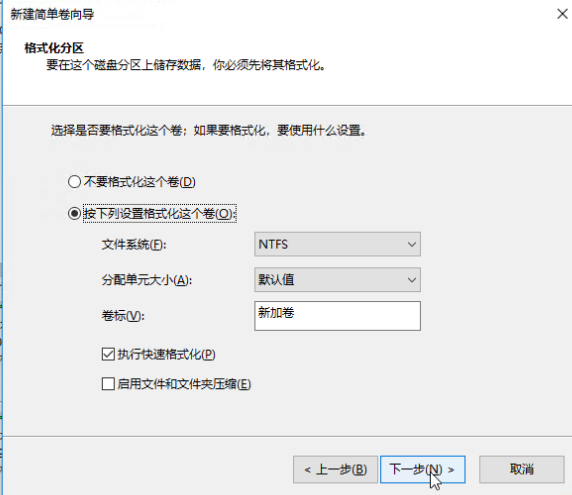 新建简单卷向导
格式化分区
要在这个磁盘分区上储存数据，你必须先将其格式化。
选择是否要格式化这个卷；如果要格式化，要使用什么设置。
不要格式化这个卷(D)
按下列设置格式化这个卷(O):
文件系统(F):
NTFS
分配单元大小(A):
默认值
卷标(V):
新加卷
执行快速格式化(P)
启用文件和文件夹压缩(E)
< 上一步(B)
下一步(N) >
取消